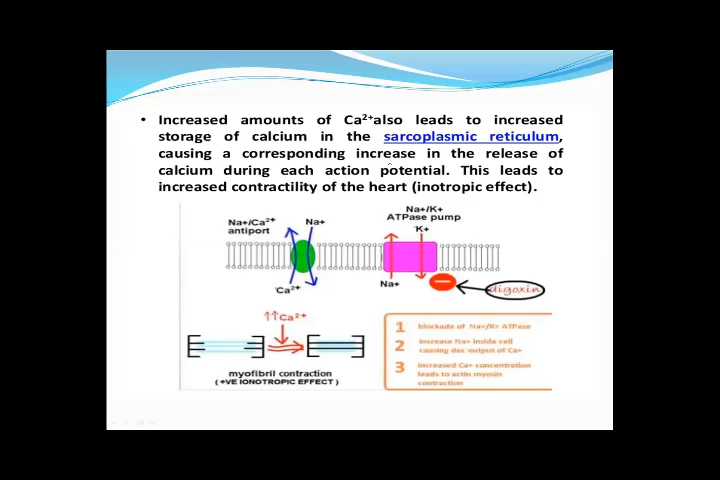 • Increased amounts of Ca2+also leads to increased
storage of calcium in the sarcoplasmic reticulum,
causing a corresponding increase in the release of
calcium during each action potential. This leads to
increased contractility of the heart (inotropic effect).
Na+/Ca2+
antiport
Na+
Na+/K+
ATPase pump
K+
Ca2+
Na+
digoxin
↑↑Ca2+
myofibril contraction
(+VE IONOTROPIC EFFECT)
1 blockade of Na+/K+ ATPase
2 increase Na+ inside cell
causing dec output of Ca+
3 increased Ca+ concentration
leads to actin myosin
contraction